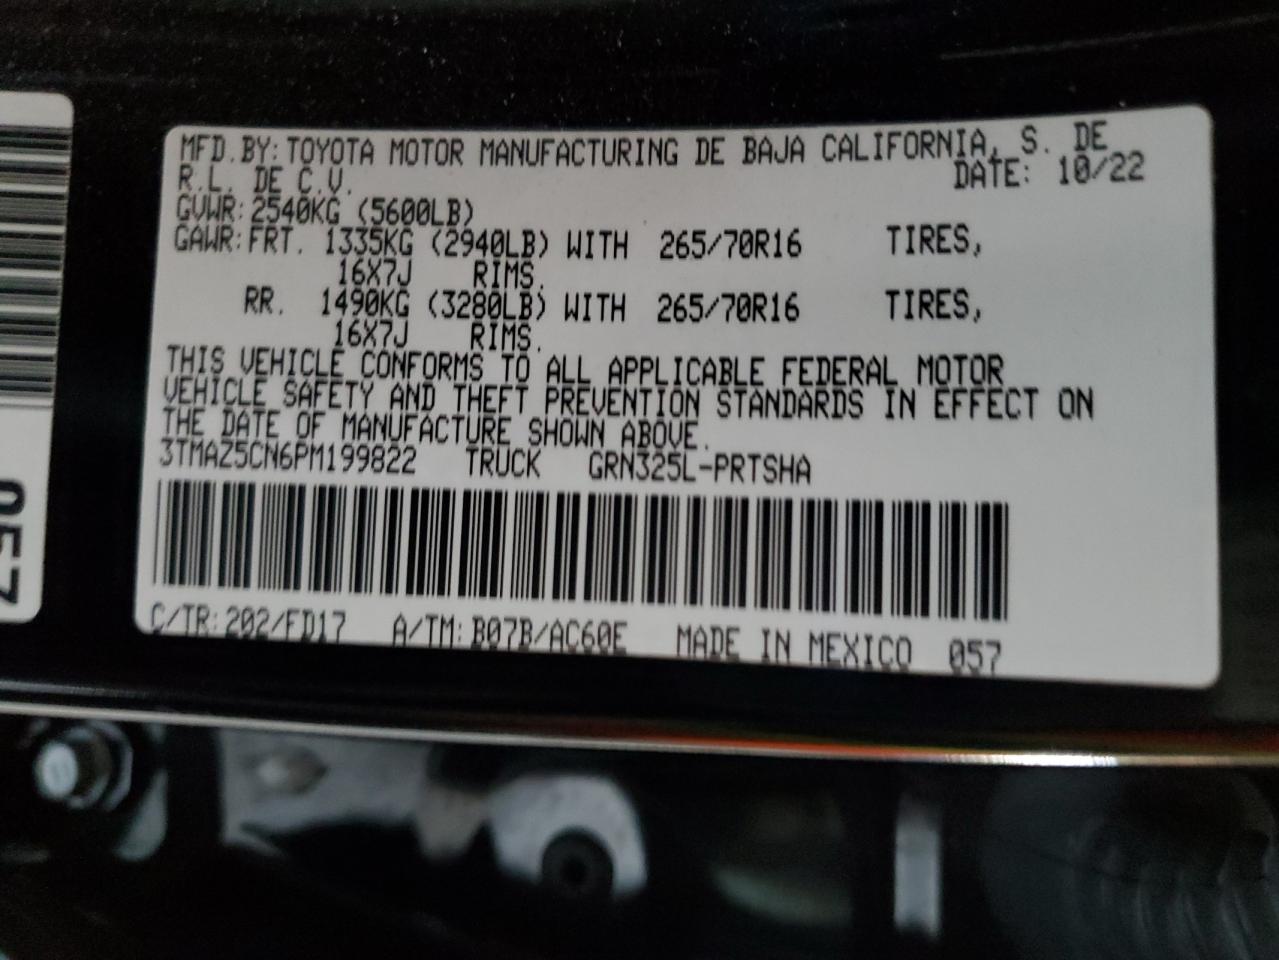 MFD.BY:TOYOTA MOTOR MANUFACTURING DE BAJA CALIFORNIA, S. DE
R.L. DE C.V. DATE: 10/22
GVWR:2540KG (5600LB)
GAWR:FRT. 1335KG (2940LB) WITH 265/70R16 TIRES,
16X7J RIMS.
RR. 1490KG (3280LB) WITH 265/70R16 TIRES,
16X7J RIMS.
THIS VEHICLE CONFORMS TO ALL APPLICABLE FEDERAL MOTOR
VEHICLE SAFETY AND THEFT PREVENTION STANDARDS IN EFFECT ON
THE DATE OF MANUFACTURE SHOWN ABOVE.
3TMAZ5CN6PM199822 TRUCK GRN325L-PRTSHA
C/TR:202/FD17 A/TM:B07B/AC60E MADE IN MEXICO 057
057